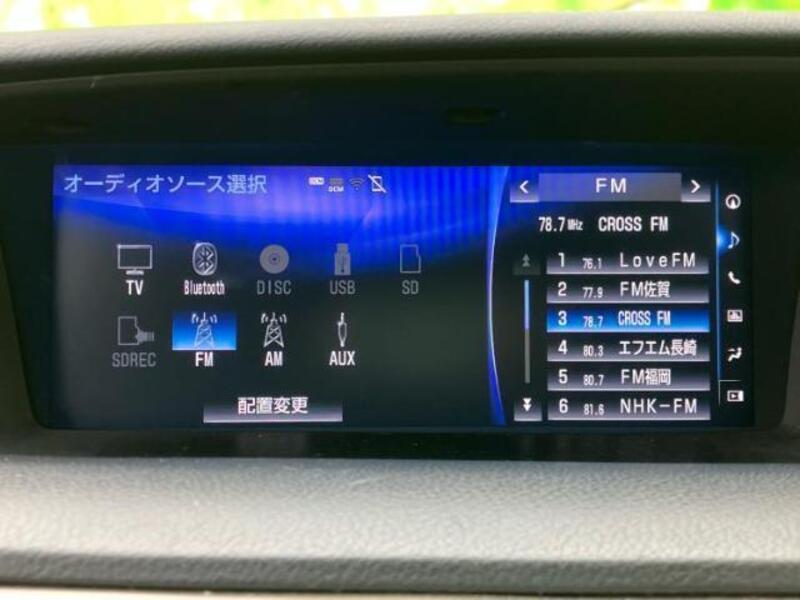 オーディオソース選択
DCM
TV Bluetooth DISC USB SD
SDREC FM AM AUX
配置変更
FM
78.7MHz CROSS FM
1 76.1 LoveFM
2 77.9 FM佐賀
3 78.7 CROSS FM
4 80.3 エフエム長崎
5 80.7 FM福岡
6 81.6 NHK-FM